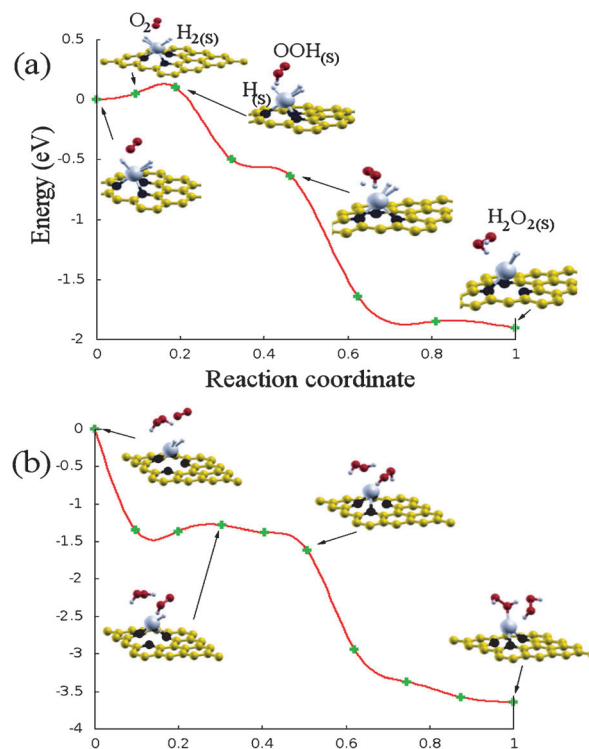 (a)
O2
H2(s)
OOH(s)
H(s)
H2O2(s)
Energy (eV)
0.5
0
-0.5
-1
-1.5
-2
0 0.2 0.4 0.6 0.8 1
Reaction coordinate
(b)
0
-0.5
-1
-1.5
-2
-2.5
-3
-3.5
-4
0 0.2 0.4 0.6 0.8 1